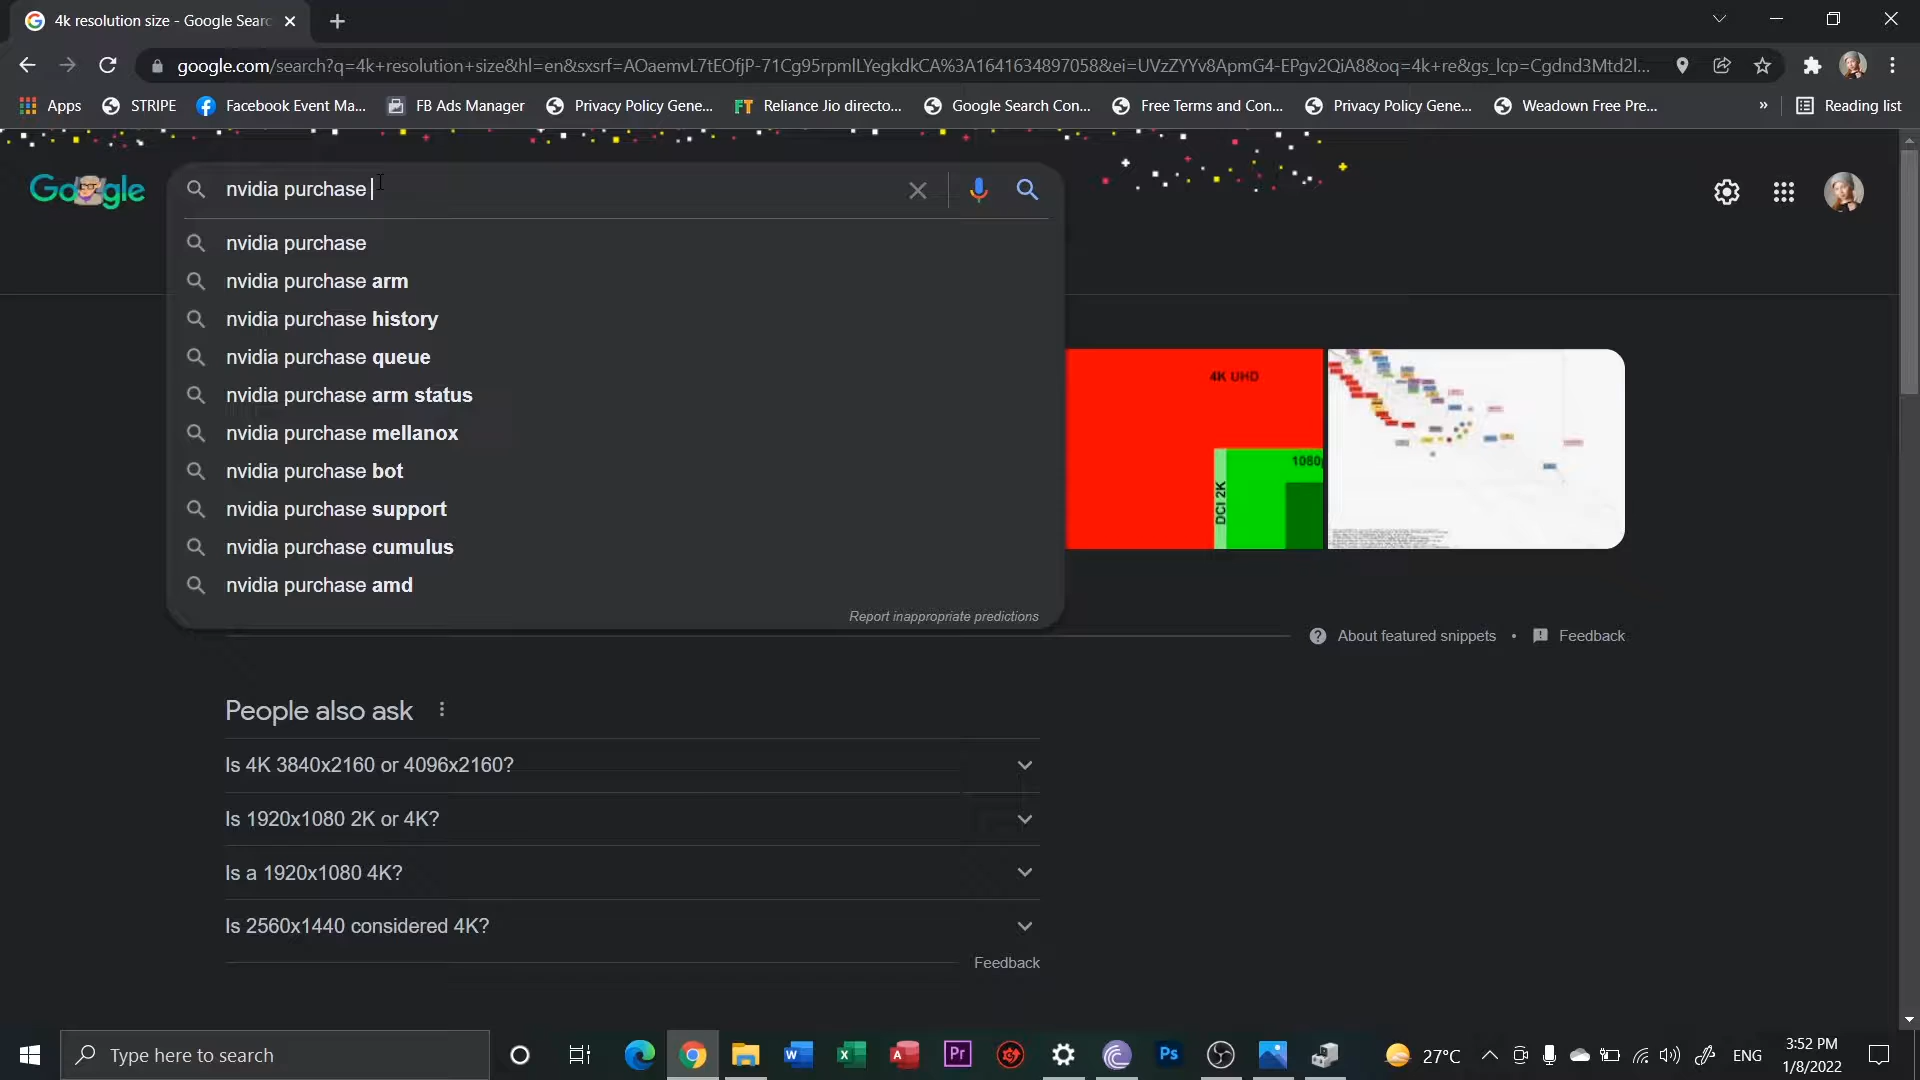 4k resolution size - Google Searc
google.com/search?q=4k+resolution+size&hl=en&sxsrf=AOaemvL7tEOfjP-71Cg95rpmlLYegkdkCA%3A1641634897058&ei=UVzZYYv8ApmG4-EPgv2QiA8&oq=4k+re&gs_lcp=Cgdnd3Mtd2l...
Apps STRIPE Facebook Event Ma... FB Ads Manager Privacy Policy Gene... FT Reliance Jio directo... Google Search Con... Free Terms and Con... Privacy Policy Gene... Weadown Free Pre... » Reading list
Google
nvidia purchase
nvidia purchase
nvidia purchase arm
nvidia purchase history
nvidia purchase queue
nvidia purchase arm status
nvidia purchase mellanox
nvidia purchase bot
nvidia purchase support
nvidia purchase cumulus
nvidia purchase amd
Report inappropriate predictions
4K UHD
1080p
DCI 2K
About featured snippets • Feedback
People also ask
Is 4K 3840x2160 or 4096x2160?
Is 1920x1080 2K or 4K?
Is a 1920x1080 4K?
Is 2560x1440 considered 4K?
Feedback
Type here to search
Pr
Ps
27°C
ENG
3:52 PM
1/8/2022